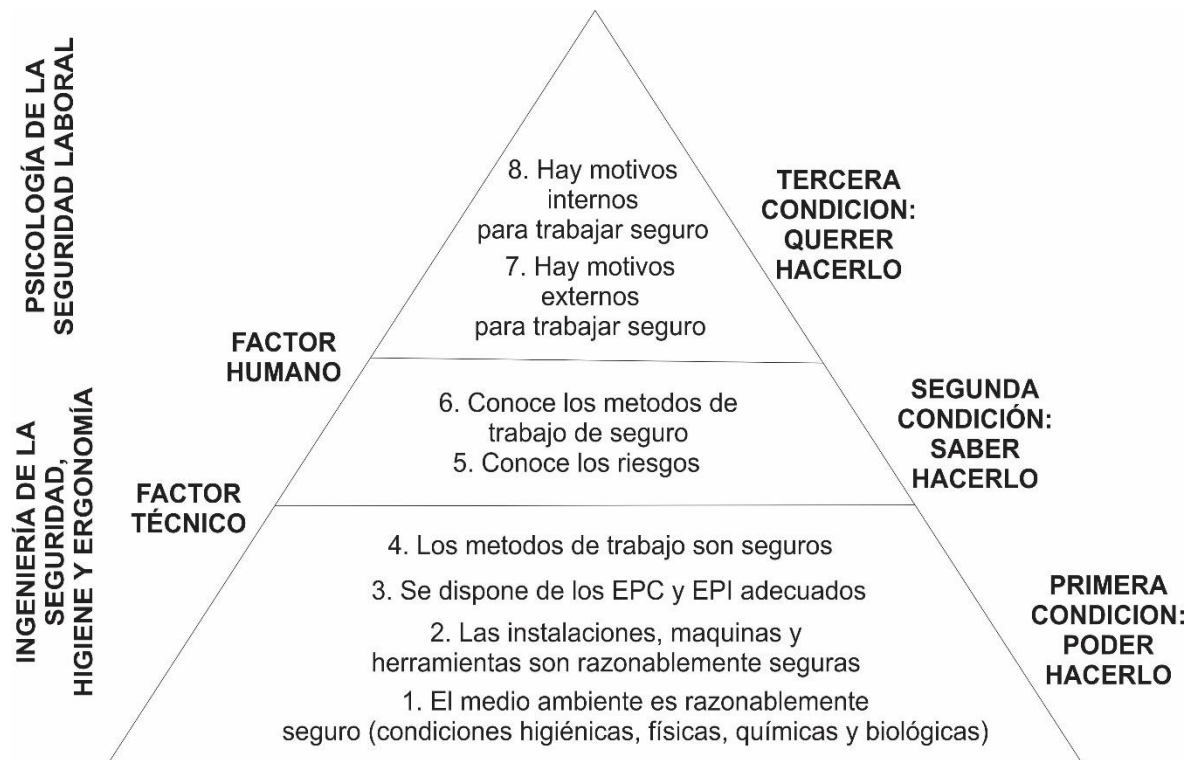 PSICOLOGÍA DE LA
SEGURIDAD LABORAL
8. Hay motivos
internos
para trabajar seguro
7. Hay motivos
externos
para trabajar seguro
TERCERA
CONDICION:
QUERER
HACERLO
FACTOR
HUMANO
6. Conoce los metodos de
trabajo de seguro
5. Conoce los riesgos
SEGUNDA
CONDICIÓN:
SABER
HACERLO
INGENIERÍA DE LA
SEGURIDAD,
HIGIENE Y ERGONOMÍA
FACTOR
TÉCNICO
4. Los metodos de trabajo son seguros
3. Se dispone de los EPC y EPI adecuados
2. Las instalaciones, maquinas y
herramientas son razonablemente seguras
1. El medio ambiente es razonablemente
seguro (condiciones higiénicas, físicas, químicas y biológicas)
PRIMERA
CONDICION:
PODER
HACERLO